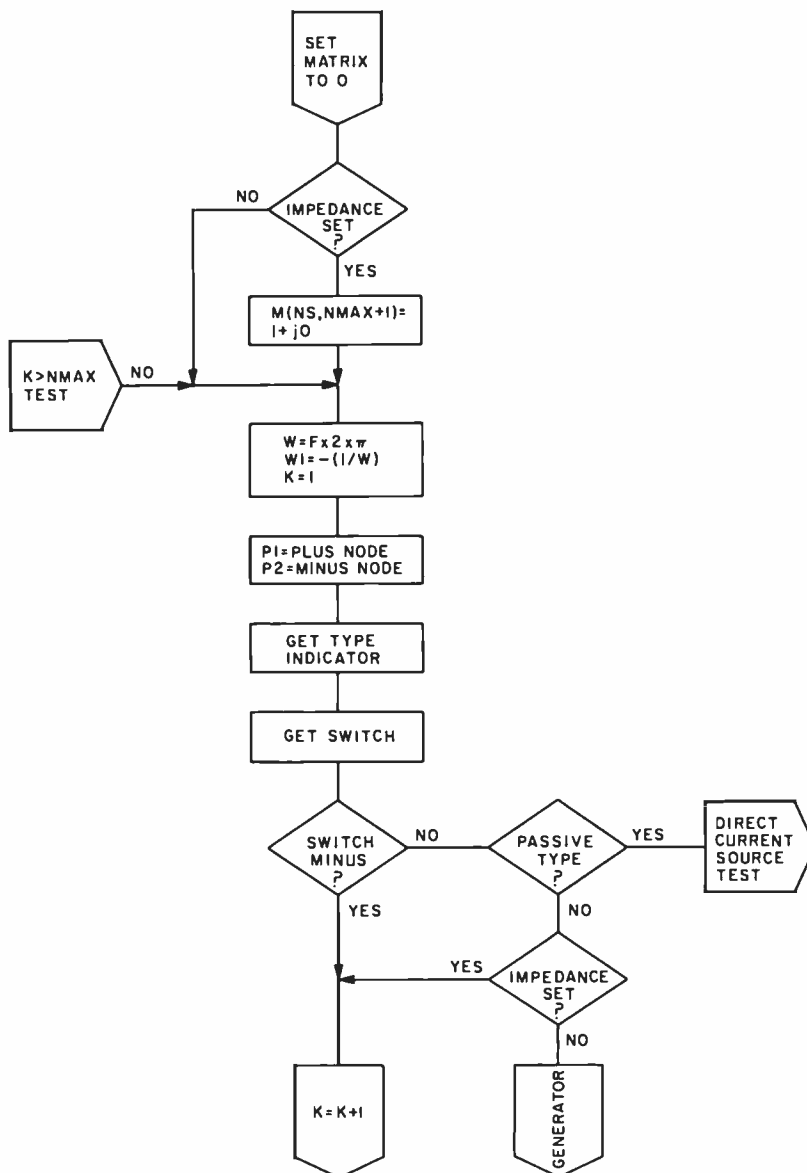 SET
MATRIX
TO 0
NO
IMPEDANCE
SET
?
YES
M(NS,NMAX+1)=
1+j0
K>NMAX
TEST
NO
W=Fx2xπ
W1=-(1/W)
K=1
P1=PLUS NODE
P2=MINUS NODE
GET TYPE
INDICATOR
GET SWITCH
SWITCH
MINUS
?
NO
PASSIVE
TYPE
?
YES
DIRECT
CURRENT
SOURCE
TEST
YES
NO
YES
IMPEDANCE
SET
?
NO
K=K+1
GENERATOR